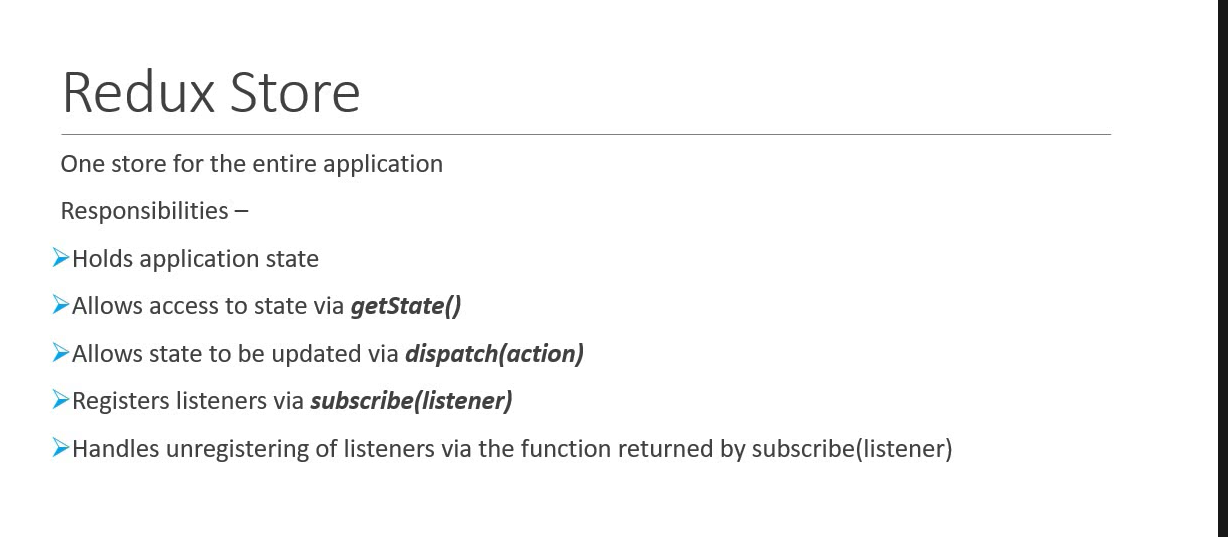 Redux Store
One store for the entire application
Responsibilities –
Holds application state
Allows access to state via getState()
Allows state to be updated via dispatch(action)
Registers listeners via subscribe(listener)
Handles unregistering of listeners via the function returned by subscribe(listener)